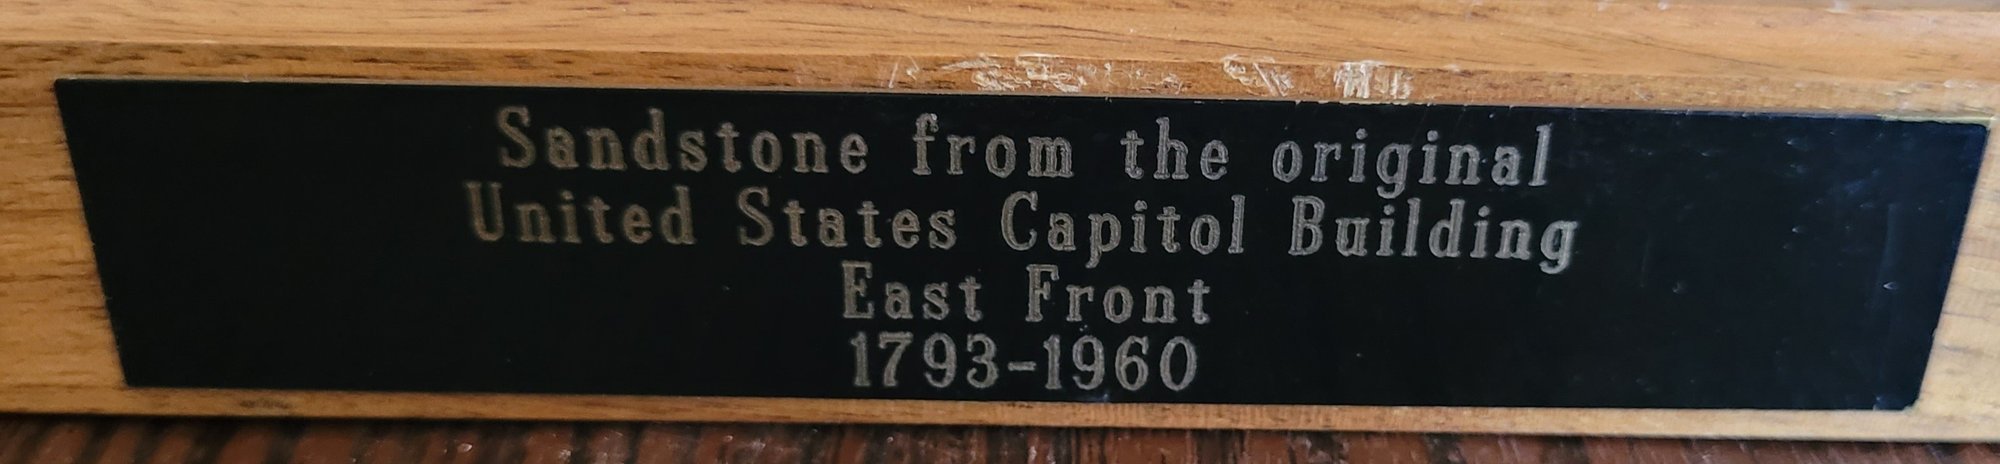 Sandstone from the original
United States Capitol Building
East Front
1793-1960